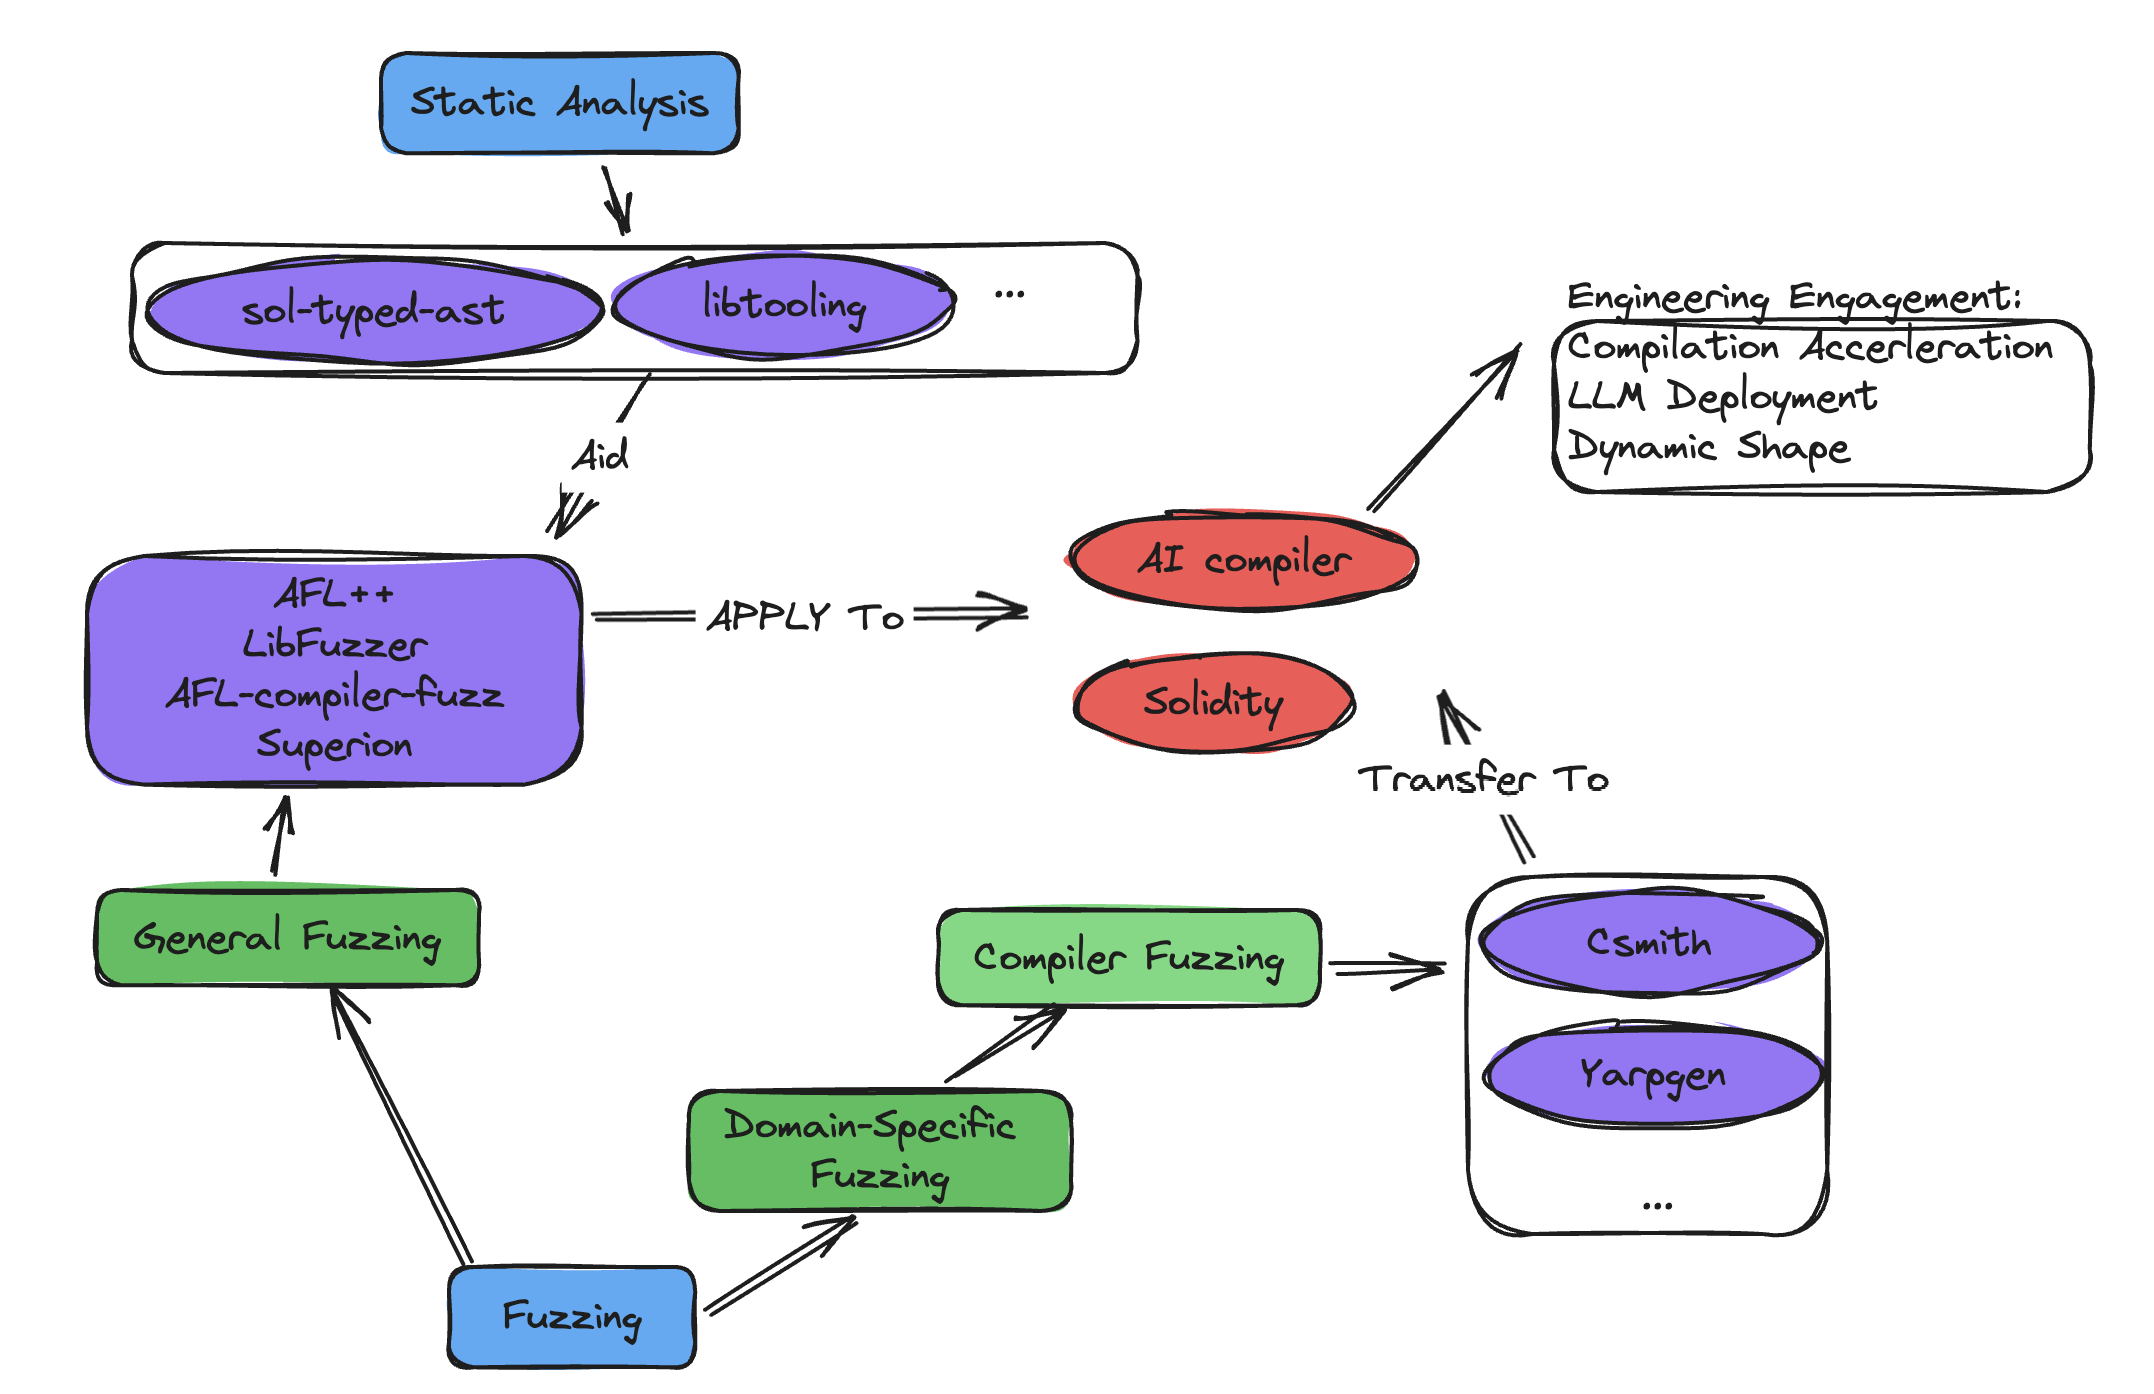 Static Analysis
sol-typed-ast
libtooling
...
Engineering Engagement:
Compilation Accerleration
LLM Deployment
Dynamic Shape
Aid
AFL++
LibFuzzer
AFL-compiler-fuzz
Superion
APPLY To
AI compiler
Solidity
Transfer To
General Fuzzing
Compiler Fuzzing
Csmith
Yarpgen
...
Domain-Specific
Fuzzing
Fuzzing